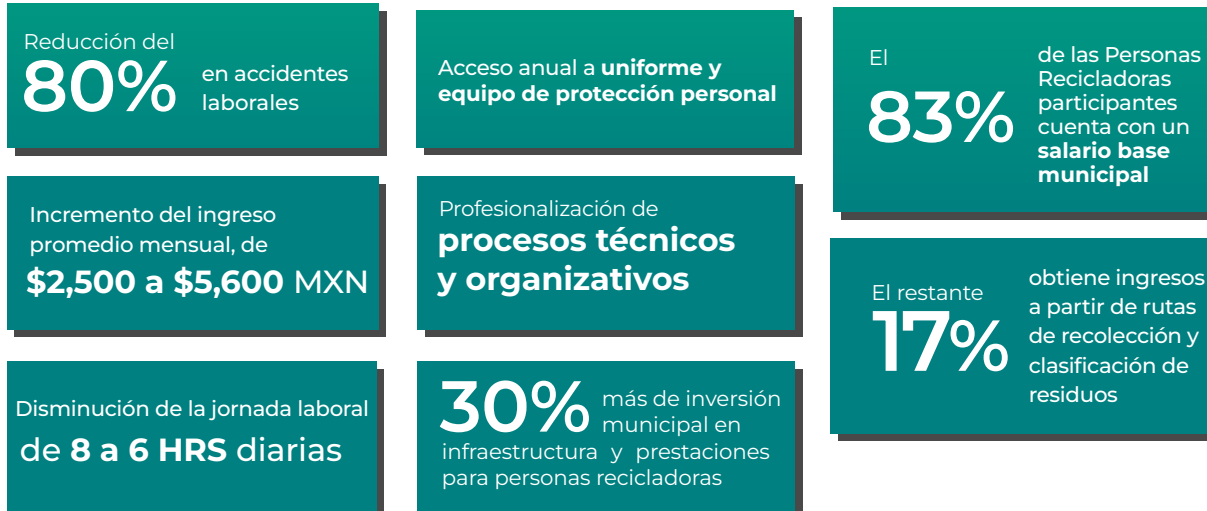 Reducción del
80% en accidentes
laborales
Acceso anual a uniforme y
equipo de protección personal
El
83%
de las Personas
Recicladoras
participantes
cuenta con un
salario base
municipal
Incremento del ingreso
promedio mensual, de
$2,500 a $5,600 MXN
Profesionalización de
procesos técnicos
y organizativos
El restante
17%
obtiene ingresos
a partir de rutas
de recolección y
clasificación de
residuos
Disminución de la jornada laboral
de 8 a 6 HRS diarias
30% más de inversión
municipal en
infraestructura y prestaciones
para personas recicladoras